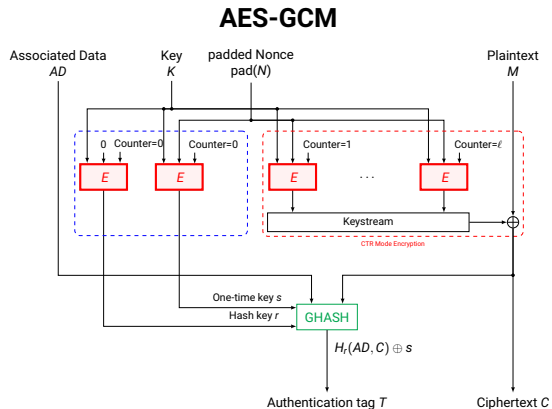 AES-GCM
Associated Data
AD
Key
K
padded Nonce
pad(N)
Plaintext
M
0
Counter=0
Counter=0
Counter=1
Counter=ℓ
E
E
E
. . .
E
Keystream
CTR Mode Encryption
One-time key s
Hash key r
GHASH
H_r(AD, C) ⊕ s
Authentication tag T
Ciphertext C